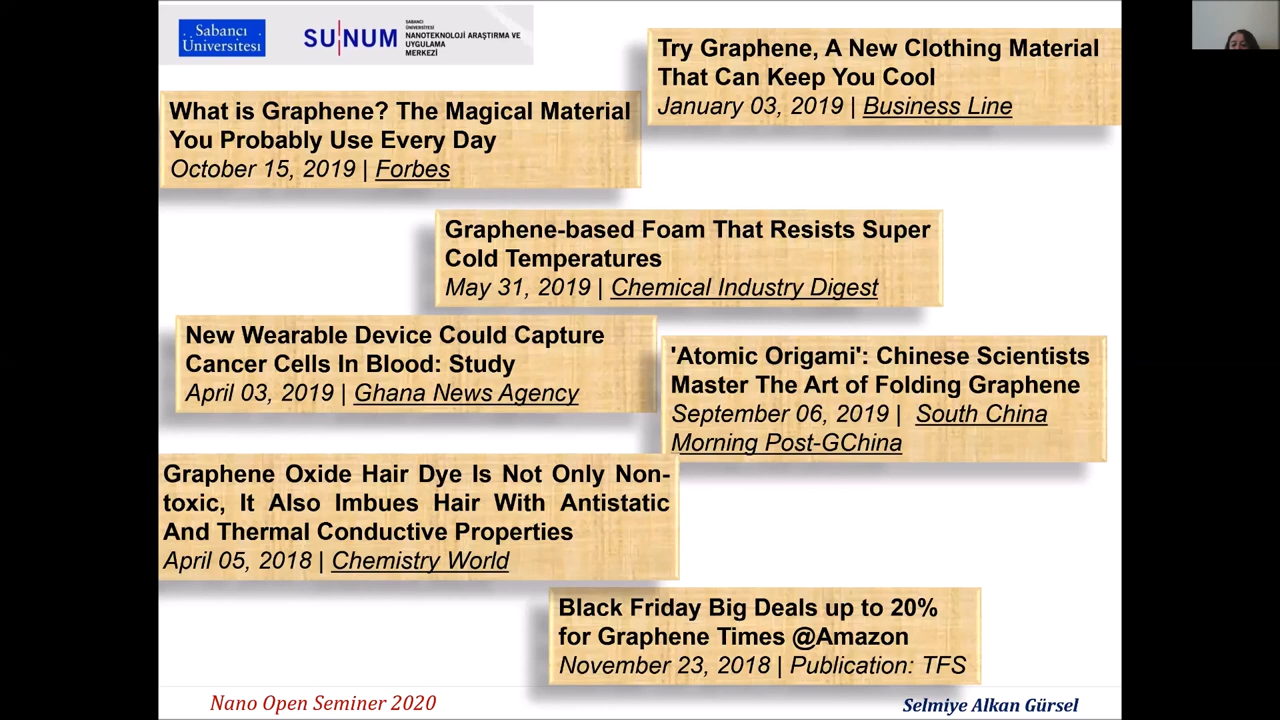 Sabancı
Üniversitesi
SUNUM
SABANCI
ÜNİVERSİTESİ
NANOTEKNOLOJİ ARAŞTIRMA VE
UYGULAMA
MERKEZİ
Try Graphene, A New Clothing Material
That Can Keep You Cool
January 03, 2019 | Business Line
What is Graphene? The Magical Material
You Probably Use Every Day
October 15, 2019 | Forbes
Graphene-based Foam That Resists Super
Cold Temperatures
May 31, 2019 | Chemical Industry Digest
New Wearable Device Could Capture
Cancer Cells In Blood: Study
April 03, 2019 | Ghana News Agency
'Atomic Origami': Chinese Scientists
Master The Art of Folding Graphene
September 06, 2019 | South China
Morning Post-GChina
Graphene Oxide Hair Dye Is Not Only Non-
toxic, It Also Imbues Hair With Antistatic
And Thermal Conductive Properties
April 05, 2018 | Chemistry World
Black Friday Big Deals up to 20%
for Graphene Times @Amazon
November 23, 2018 | Publication: TFS
Nano Open Seminer 2020
Selmiye Alkan Gürsel